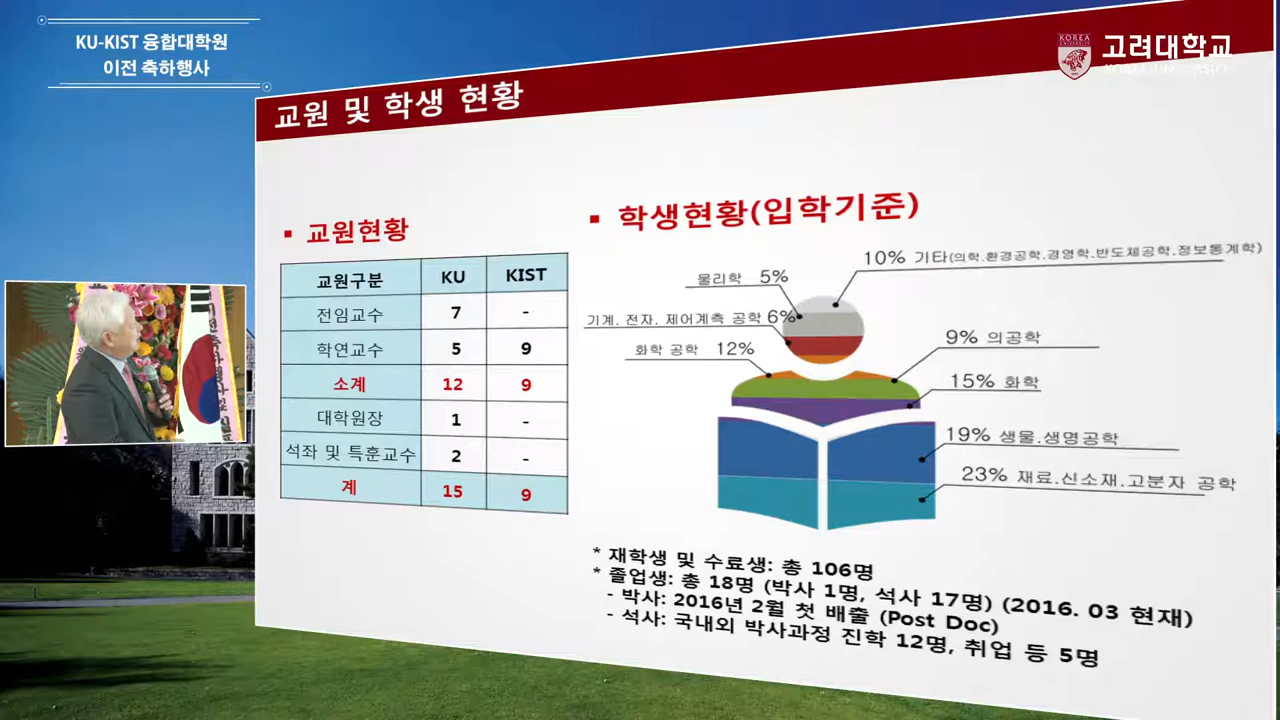 KU-KIST 융합대학원
이전 축하행사
KOREA
UNIVERSITY
고려대학교
KOREA UNIVERSITY
교원 및 학생 현황
▪ 교원현황
교원구분 KU KIST
전임교수 7 -
학연교수 5 9
소계 12 9
대학원장 1 -
석좌 및 특훈교수 2 -
계 15 9
▪ 학생현황(입학기준)
10% 기타(의학.환경공학.경영학.반도체공학.정보통계학)
물리학 5%
기계. 전자. 제어계측 공학 6%
화학 공학 12%
9% 의공학
15% 화학
19% 생물.생명공학
23% 재료.신소재.고분자 공학
* 재학생 및 수료생: 총 106명
* 졸업생: 총 18명 (박사 1명, 석사 17명) (2016. 03 현재)
- 박사: 2016년 2월 첫 배출 (Post Doc)
- 석사: 국내외 박사과정 진학 12명, 취업 등 5명